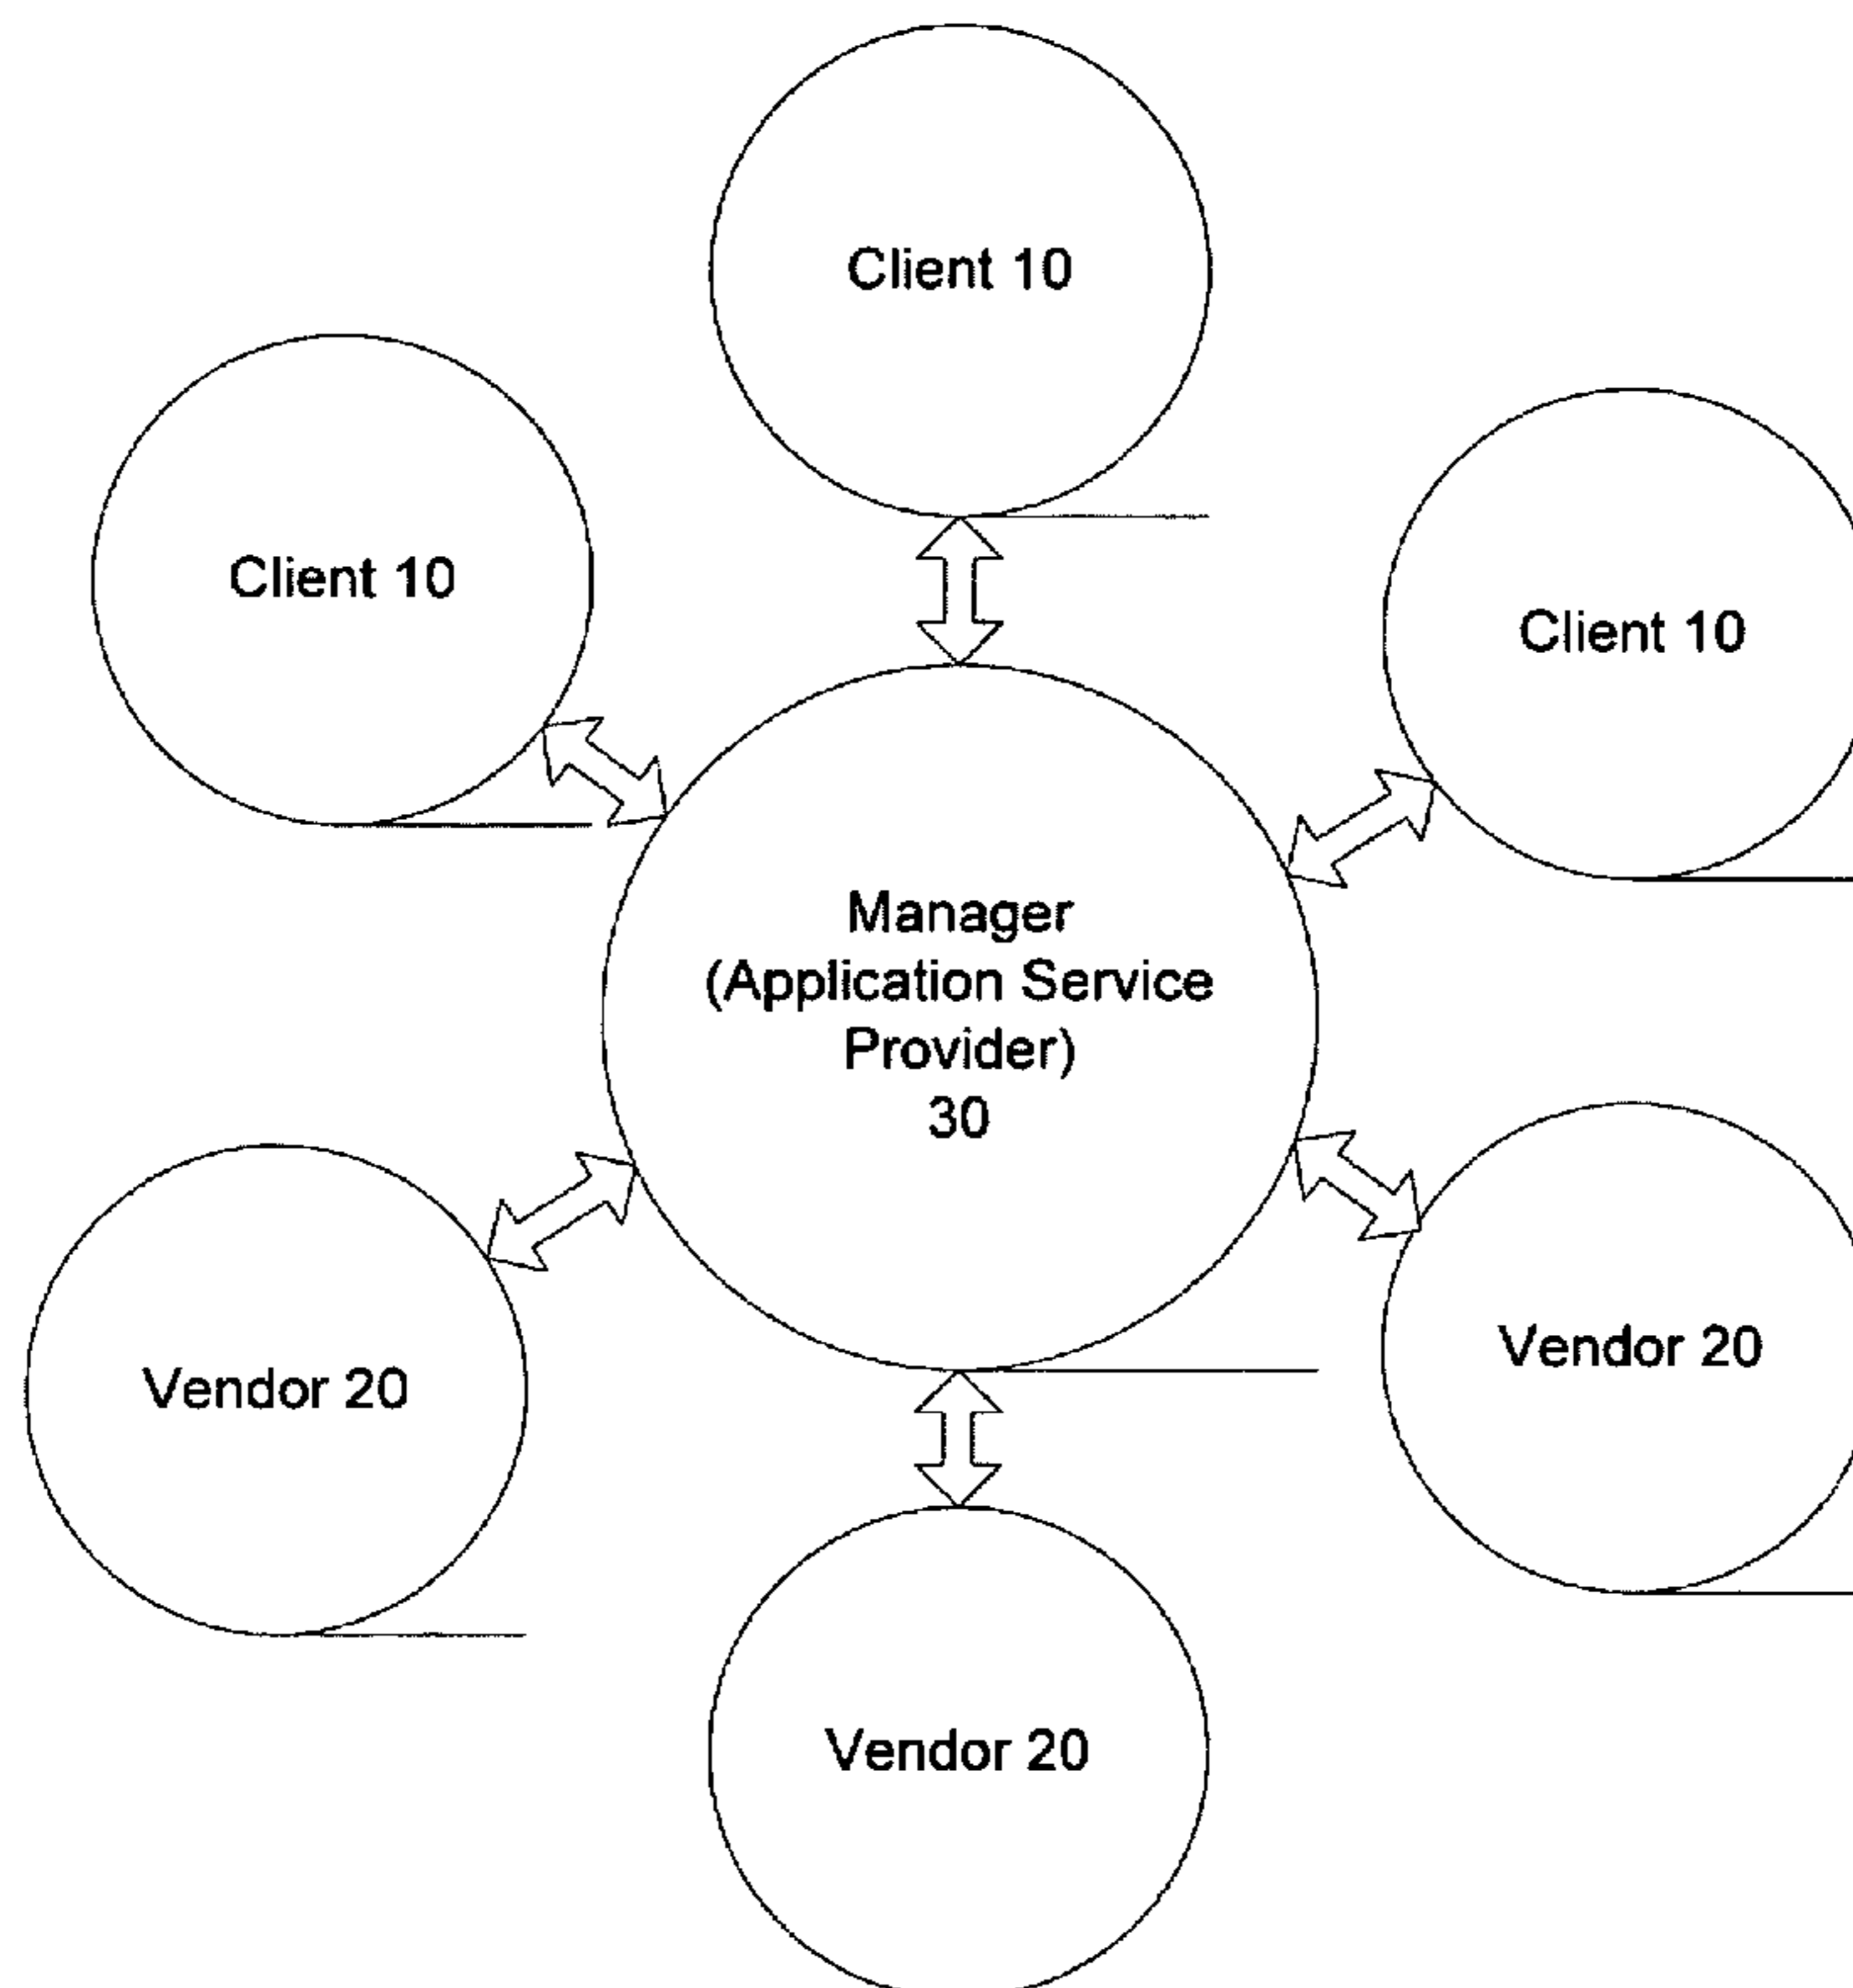 Client 10
Client 10
Client 10
Manager
(Application Service
Provider)
30
Vendor 20
Vendor 20
Vendor 20